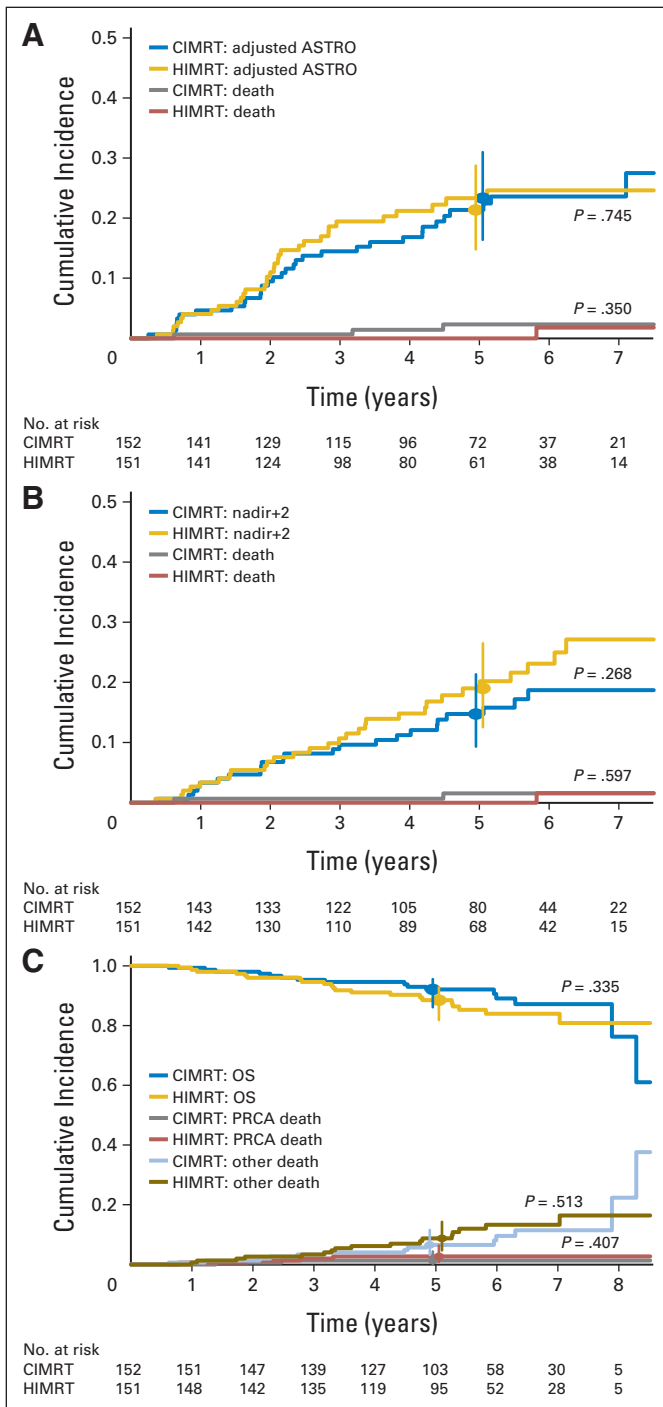 A
0.5
0.4
0.3
0.2
0.1
0
Cumulative Incidence
CIMRT: adjusted ASTRO
HIMRT: adjusted ASTRO
CIMRT: death
HIMRT: death
P = .745
P = .350
1 2 3 4 5 6 7
Time (years)
No. at risk
CIMRT 152 141 129 115 96 72 37 21
HIMRT 151 141 124 98 80 61 38 14
B
0.5
0.4
0.3
0.2
0.1
0
Cumulative Incidence
CIMRT: nadir+2
HIMRT: nadir+2
CIMRT: death
HIMRT: death
P = .268
P = .597
1 2 3 4 5 6 7
Time (years)
No. at risk
CIMRT 152 143 133 122 105 80 44 22
HIMRT 151 142 130 110 89 68 42 15
C
1.0
0.8
0.6
0.4
0.2
0
Cumulative Incidence
P = .335
CIMRT: OS
HIMRT: OS
CIMRT: PRCA death
HIMRT: PRCA death
CIMRT: other death
HIMRT: other death
P = .513
P = .407
1 2 3 4 5 6 7 8
Time (years)
No. at risk
CIMRT 152 151 147 139 127 103 58 30 5
HIMRT 151 148 142 135 119 95 52 28 5